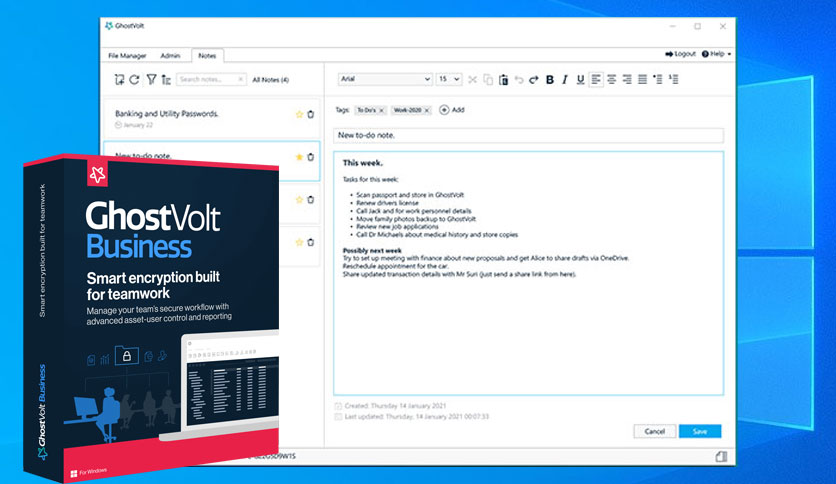 GhostVolt
File Manager Admin Notes
Logout Help
Search notes... All Notes (4)
Arial 15 B I U
Banking and Utility Passwords.
January 22
New to-do note.
Tags: To Do's Work-2020 Add
New to-do note.
This week.
Tasks for this week:
• Scan passport and store in GhostVolt
• Renew drivers license
• Call Jack and for work personnel details
• Move family photos backup to GhostVolt
• Review new job applications
• Call Dr Michaels about medical history and store copies
Possibly next week
Try to set up meeting with finance about new proposals and get Alice to share drafts via OneDrive.
Reschedule appointment for the car.
Share updated transaction details with Mr Suri (just send a share link from here).
Created: Thursday 14 January 2021
Last updated: Thursday, 14 January 2021 00:07:33
Cancel Save
GhostVolt
Business
Smart encryption built
for teamwork
Manage your team's secure workflow with
advanced asset-user control and reporting
For Windows
Smart encryption built for teamwork
GhostVolt Business